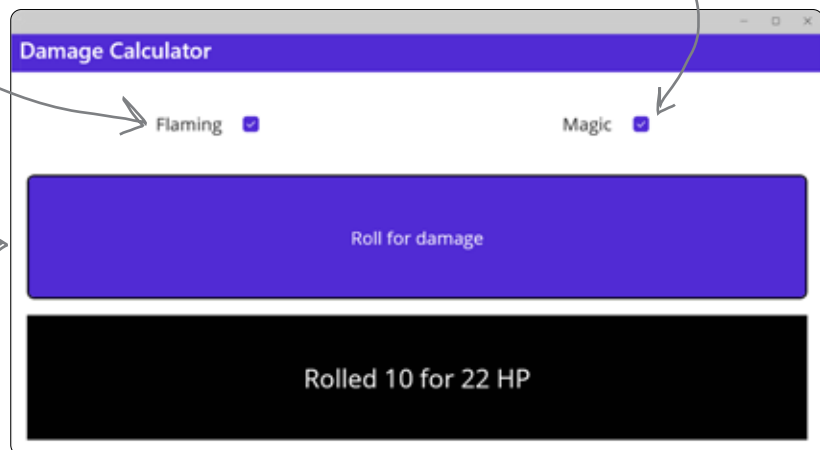 Damage Calculator
Flaming Magic
Roll for damage
Rolled 10 for 22 HP